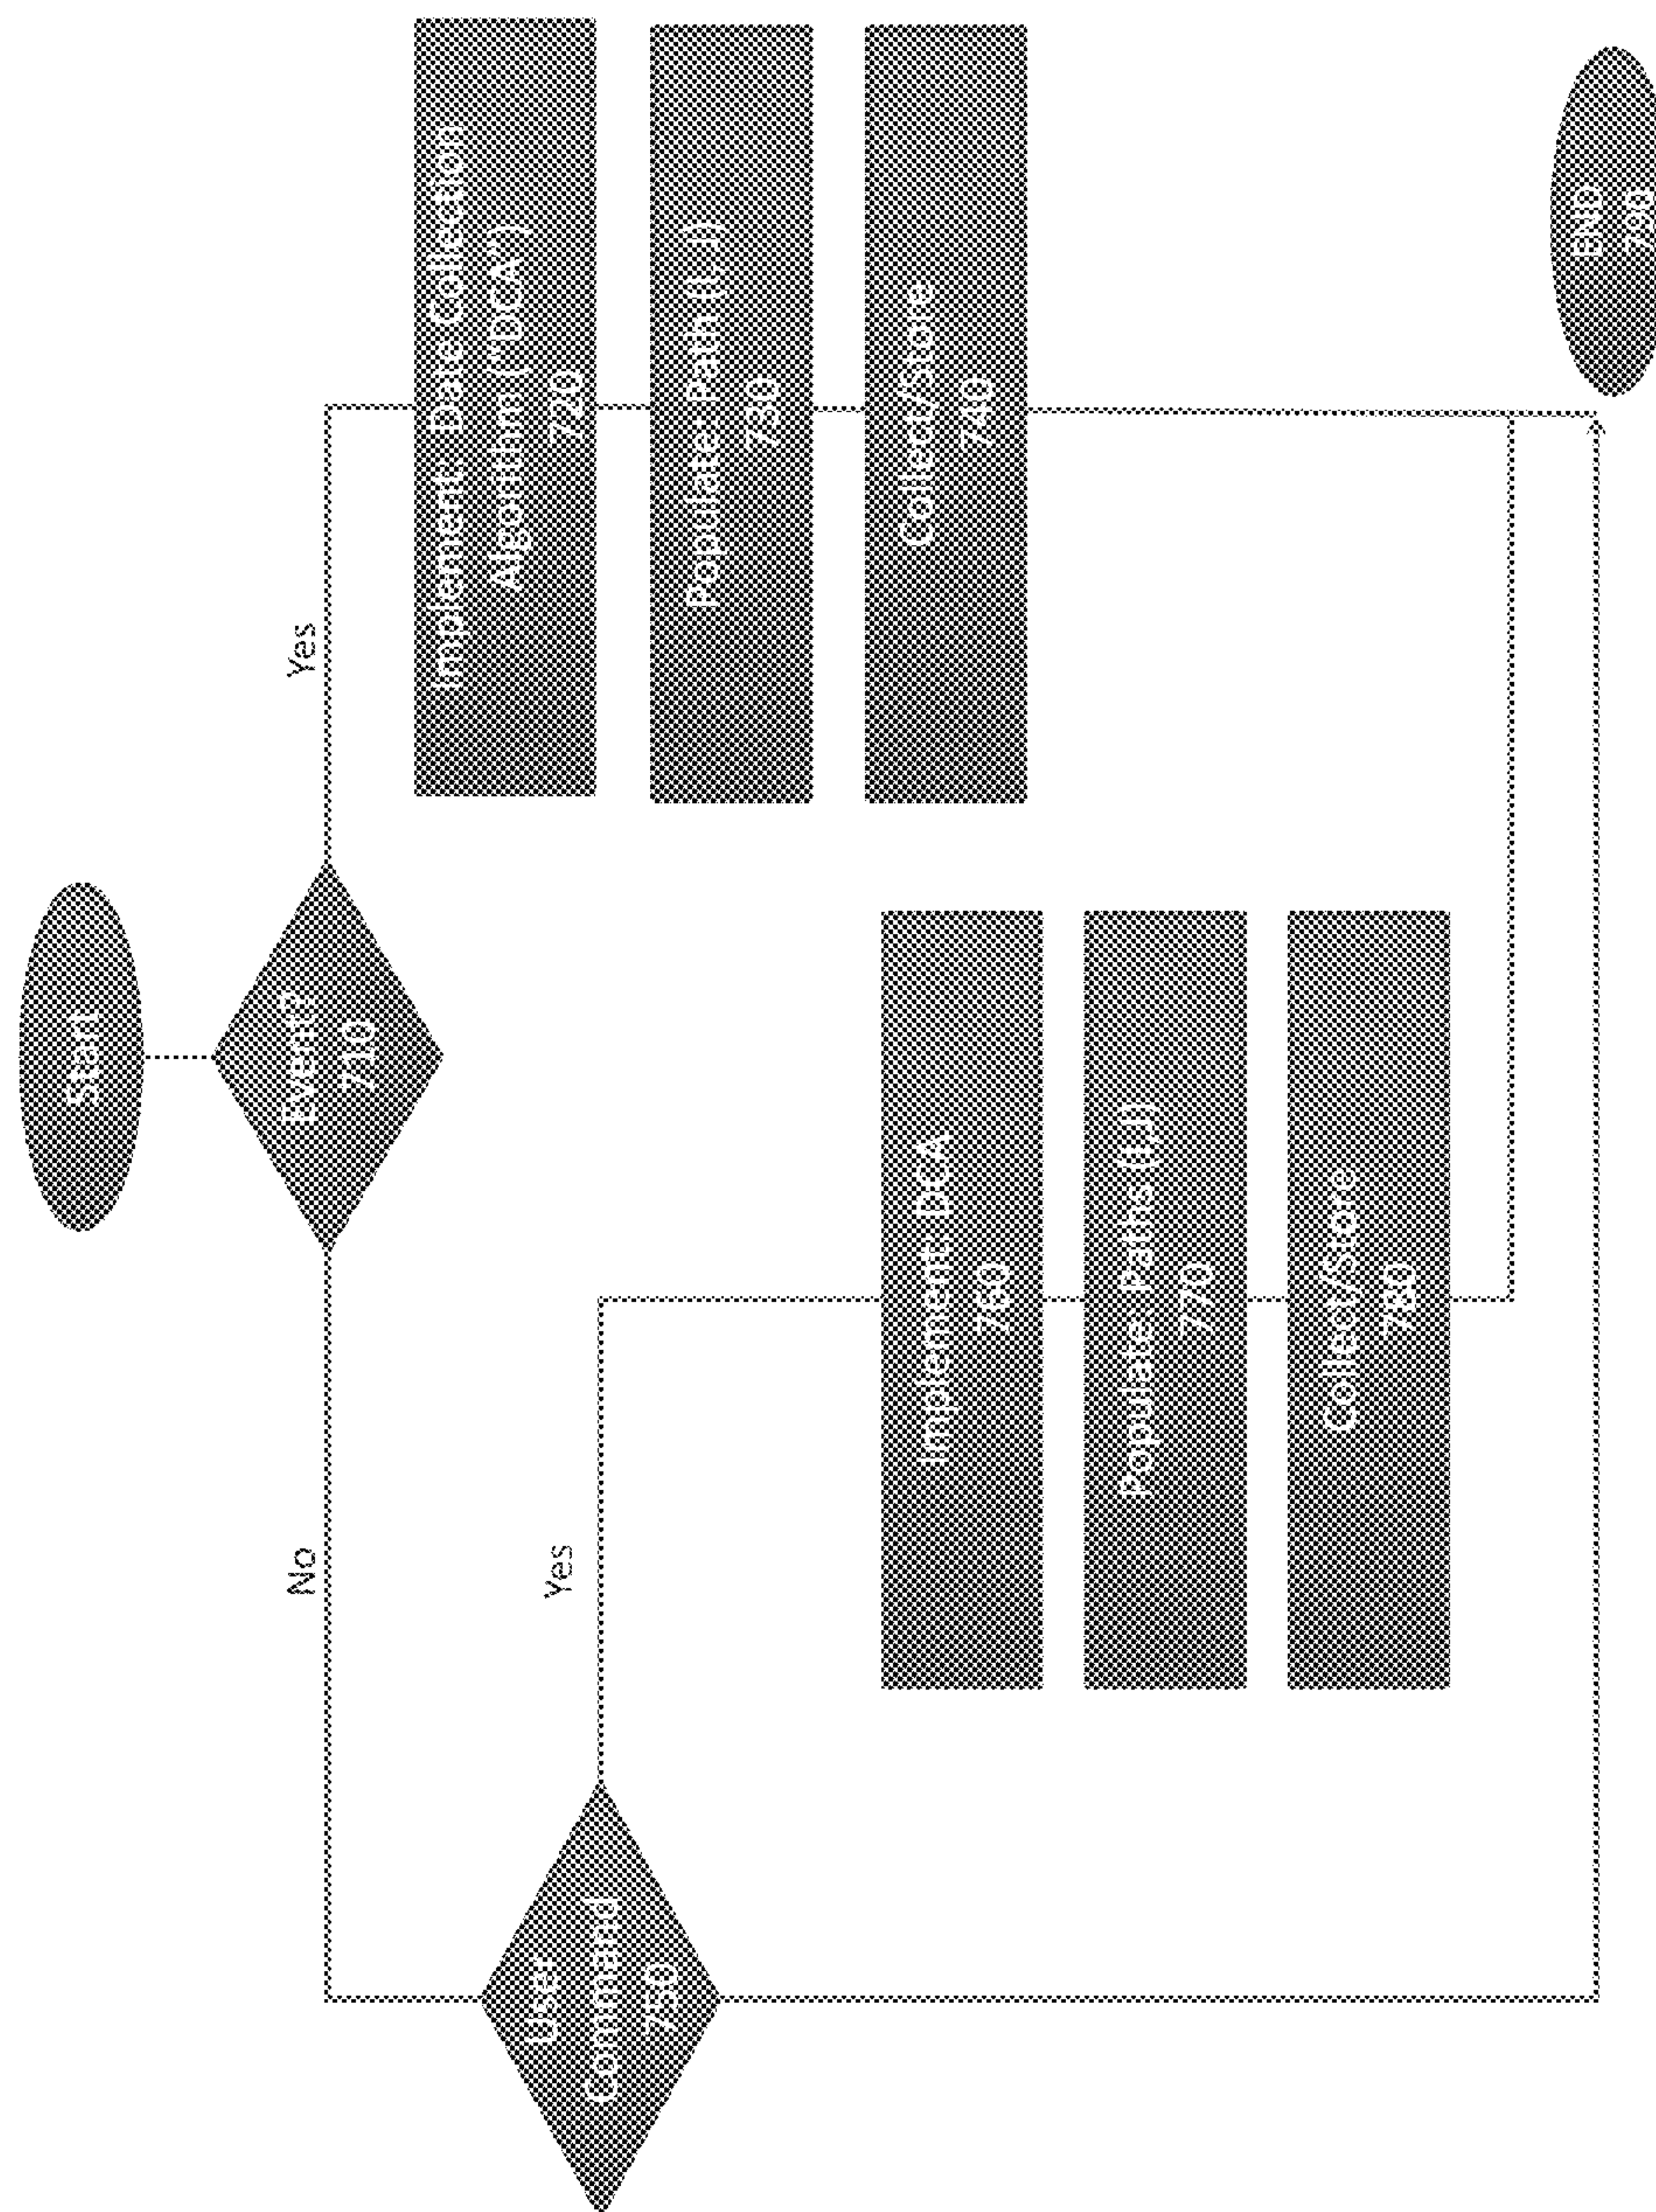 Start
Event?
710
No
Yes
Implement: Date Collection
Algorithm ("DCA")
720
Populate: Path (I, J)
730
Collect/Store
740
User
Command
750
Yes
Implement: DCA
760
Populate: Paths (I,J)
770
Collect/Store
780
END
790